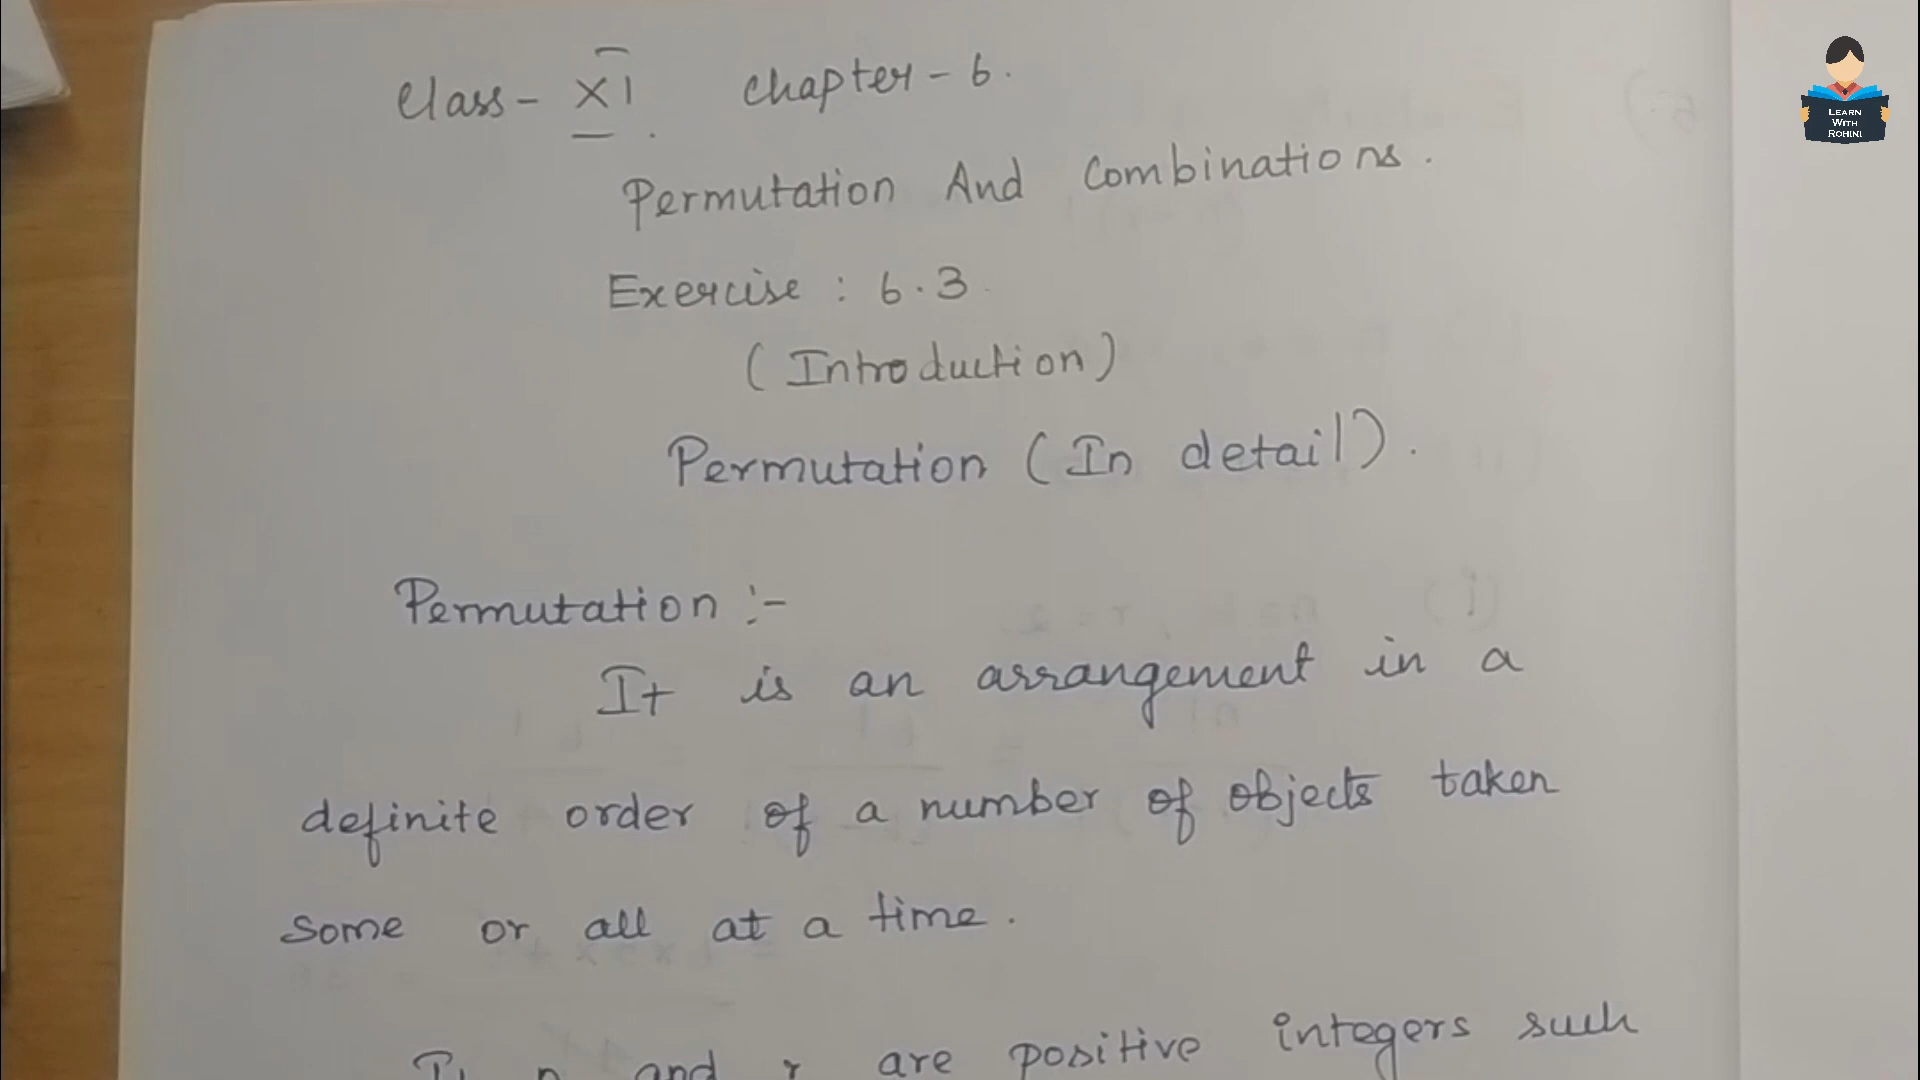 Class - XI Chapter - 6.
Permutation And Combinations.
Exercise : 6.3
(Introduction)
Permutation (In detail).
Permutation :-
It is an arrangement in a
definite order of a number of objects taken
some or all at a time.
If n and r are positive integers such
LEARN
WITH
ROHINI